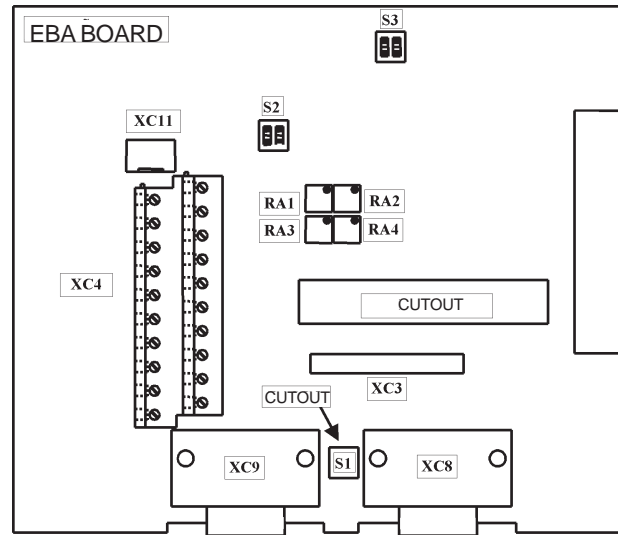 EBA BOARD
S3
S2
XC11
RA1
RA2
RA3
RA4
XC4
CUTOUT
XC3
CUTOUT
XC9
S1
XC8